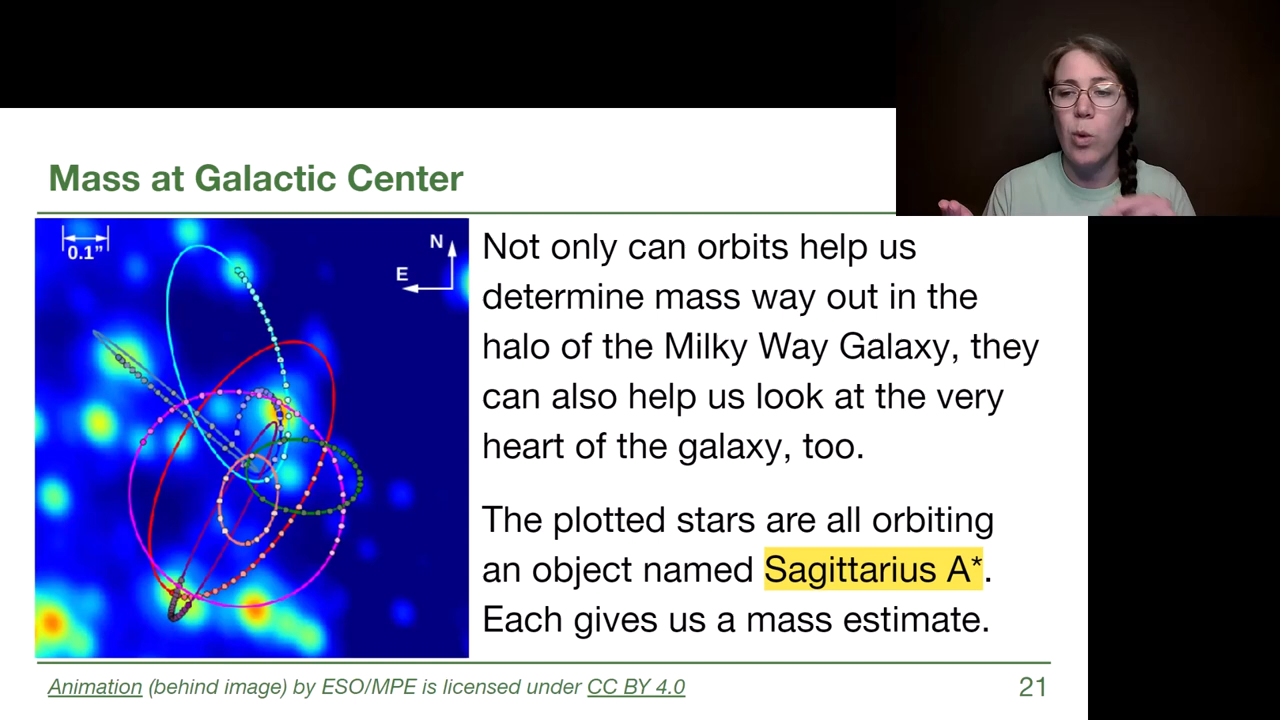 Mass at Galactic Center
0.1"
N
E
Not only can orbits help us
determine mass way out in the
halo of the Milky Way Galaxy, they
can also help us look at the very
heart of the galaxy, too.
The plotted stars are all orbiting
an object named Sagittarius A*.
Each gives us a mass estimate.
Animation (behind image) by ESO/MPE is licensed under CC BY 4.0
21